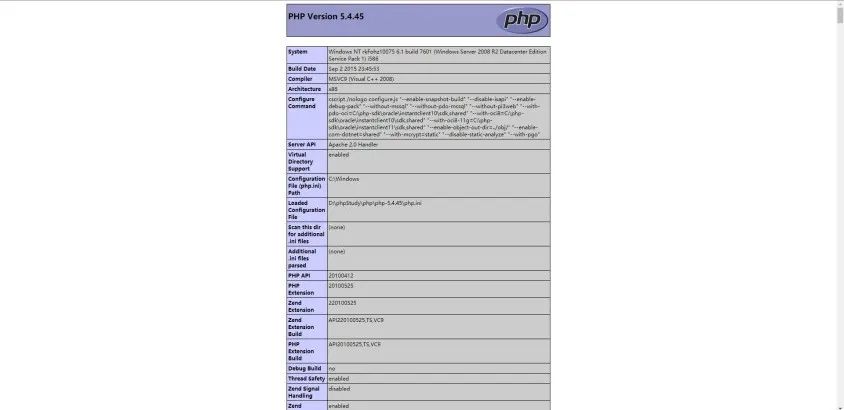 PHP Version 5.4.45
php
System
Windows NT
6.1 build 7601 (Windows Server 2008 R2 Datacenter Edition
Service Pack 1) i586
Build Date
Sep 2 2015 23:45:53
Compiler
MSVC9 (Visual C++ 2008)
Architecture
x86
Configure
Command
cscript /nologo configure.js "--enable-snapshot-build" "--disable-isapi" "--enable-
debug-pack" "--without-mssql" "--without-pdo-mssql" "--without-pi3web" "--with-
pdo-oci=C:\php-sdk\oracle\instantclient10\sdk,shared" "--with-oci8=C:\php-
sdk\oracle\instantclient10\sdk,shared" "--with-oci8-11g=C:\php-
sdk\oracle\instantclient11\sdk,shared" "--enable-object-out-dir=../obj/" "--enable-
com-dotnet=shared" "--with-mcrypt=static" "--disable-static-analyze" "--with-pgo"
Server API
Apache 2.0 Handler
Virtual
Directory
Support
enabled
Configuration
File (php.ini)
Path
C:\Windows
Loaded
Configuration
File
D:\phpStudy\php\php-5.4.45\php.ini
Scan this dir
for additional
.ini files
(none)
Additional
.ini files
parsed
(none)
PHP API
20100412
PHP
Extension
20100525
Zend
Extension
220100525
Zend
Extension
Build
API220100525,TS,VC9
PHP
Extension
Build
API20100525,TS,VC9
Debug Build
no
Thread Safety
enabled
Zend Signal
Handling
disabled
Zend
enabled